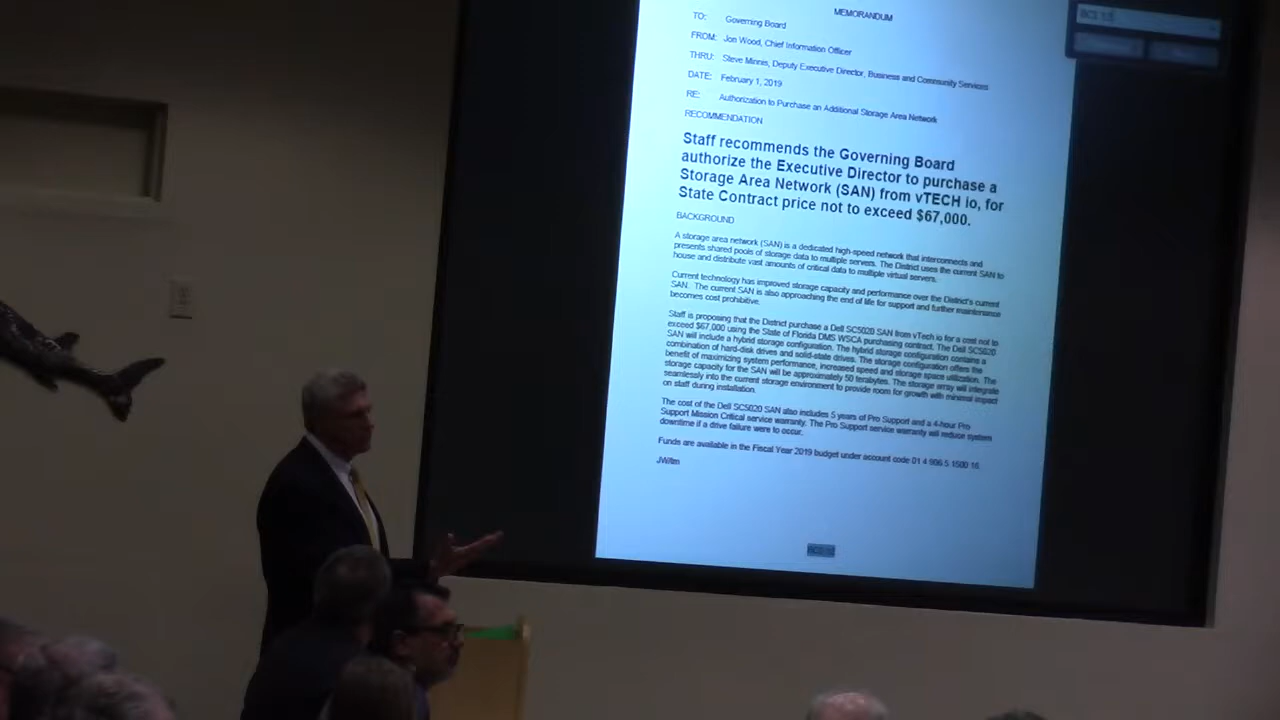 MEMORANDUM
TO: Governing Board
FROM: Jon Wood, Chief Information Officer
THRU: Steve Minnis, Deputy Executive Director, Business and Community Services
DATE: February 1, 2019
RE: Authorization to Purchase an Additional Storage Area Network
RECOMMENDATION
Staff recommends the Governing Board
authorize the Executive Director to purchase a
Storage Area Network (SAN) from vTECH io, for
State Contract price not to exceed $67,000.
BACKGROUND
A storage area network (SAN) is a dedicated high-speed network that interconnects and
presents shared pools of storage data to multiple servers. The District uses the current SAN to
house and distribute vast amounts of critical data to multiple virtual servers.
Current technology has improved storage capacity and performance over the District's current
SAN. The current SAN is also approaching the end of life for support and further maintenance
becomes cost prohibitive.
Staff is proposing that the District purchase a Dell SC5020 SAN from vTech io for a cost not to
exceed $67,000 using the State of Florida DMS WSCA purchasing contract. The Dell SC5020
SAN will include a hybrid storage configuration. The hybrid storage configuration contains a
combination of hard-disk drives and solid-state drives. The storage configuration offers the
benefit of maximizing system performance, increased speed and storage space utilization. The
storage capacity for the SAN will be approximately 50 terabytes. The storage array will integrate
seamlessly into the current storage environment to provide room for growth with minimal impact
on staff during installation.
The cost of the Dell SC5020 SAN also includes 5 years of Pro Support and a 4-hour Pro
Support Mission Critical service warranty. The Pro Support service warranty will reduce system
downtime if a drive failure were to occur.
Funds are available in the Fiscal Year 2019 budget under account code 01 4 906 5 1500 16.
JW/tm